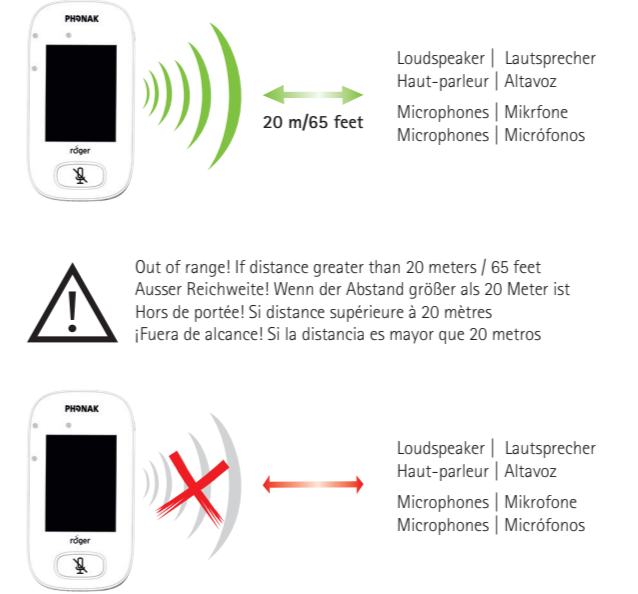 PHONAK
roger
20 m/65 feet
Loudspeaker | Lautsprecher
Haut-parleur | Altavoz
Microphones | Mikrfone
Microphones | Micrófonos
Out of range! If distance greater than 20 meters / 65 feet
Ausser Reichweite! Wenn der Abstand größer als 20 Meter ist
Hors de portée! Si distance supérieure à 20 mètres
¡Fuera de alcance! Si la distancia es mayor que 20 metros
PHONAK
roger
Loudspeaker | Lautsprecher
Haut-parleur | Altavoz
Microphones | Mikrofone
Microphones | Micrófonos